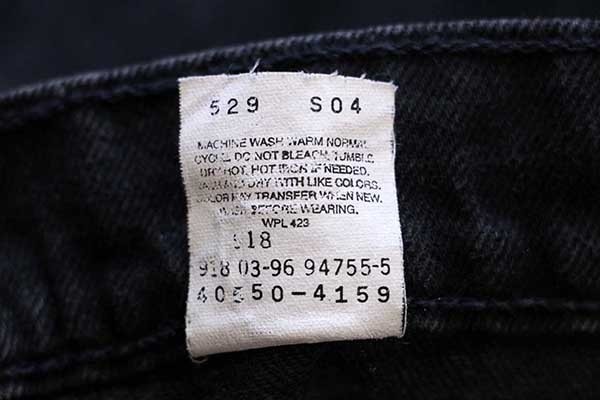 529 S04
MACHINE WASH WARM NORMAL
CYCLE. DO NOT BLEACH. TUMBLE
DRY HOT. HOT IRON IF NEEDED.
WASH AND DRY WITH LIKE COLORS.
COLOR MAY TRANSFER WHEN NEW.
WASH BEFORE WEARING.
WPL 423
918 03-96 94755-5
40550-4159